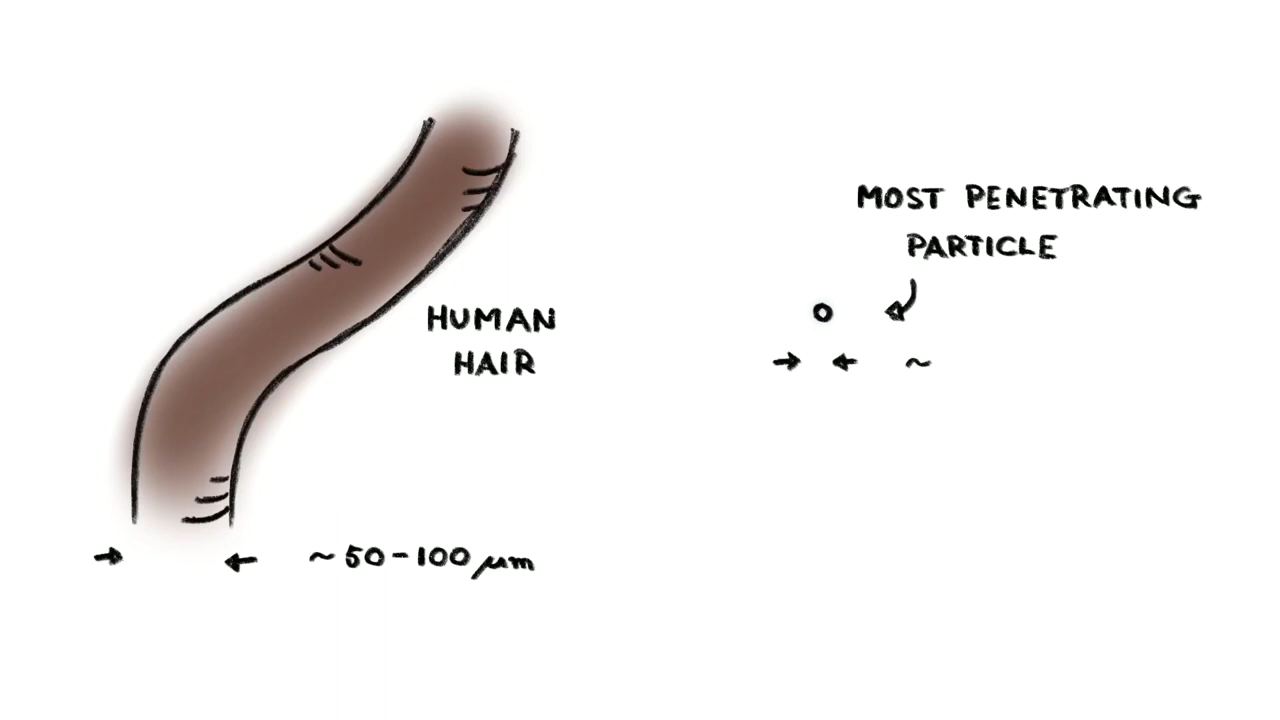 HUMAN
HAIR
~50-100 μm
MOST PENETRATING
PARTICLE
~